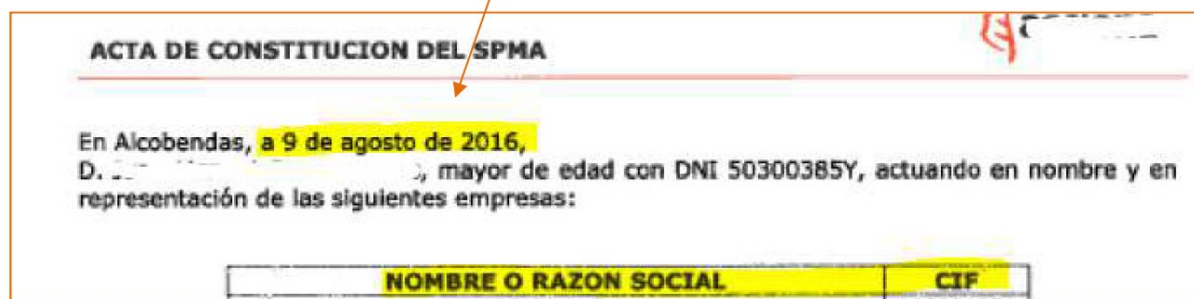 ACTA DE CONSTITUCION DEL SPMA
En Alcobendas, a 9 de agosto de 2016,
D. , mayor de edad con DNI 50300385Y, actuando en nombre y en
representación de las siguientes empresas:
NOMBRE O RAZON SOCIAL CIF